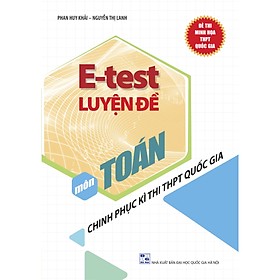 PHAN HUY KHẢI – NGUYỄN THỊ LANH
ĐỀ THI
MINH HỌA
THPT
QUỐC GIA
E-test
LUYỆN ĐỀ
môn TOÁN
CHINH PHỤC KÌ THI THPT QUỐC GIA
NHÀ XUẤT BẢN ĐẠI HỌC QUỐC GIA HÀ NỘI